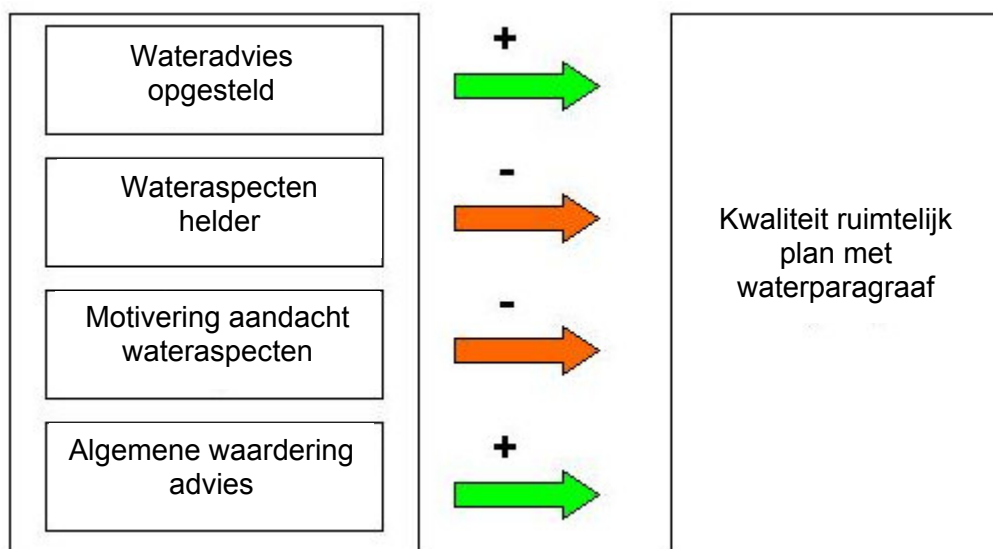 Wateradvies
opgesteld
+
Wateraspecten
helder
-
Motivering aandacht
wateraspecten
-
Algemene waardering
advies
+
Kwaliteit ruimtelijk
plan met
waterparagraaf